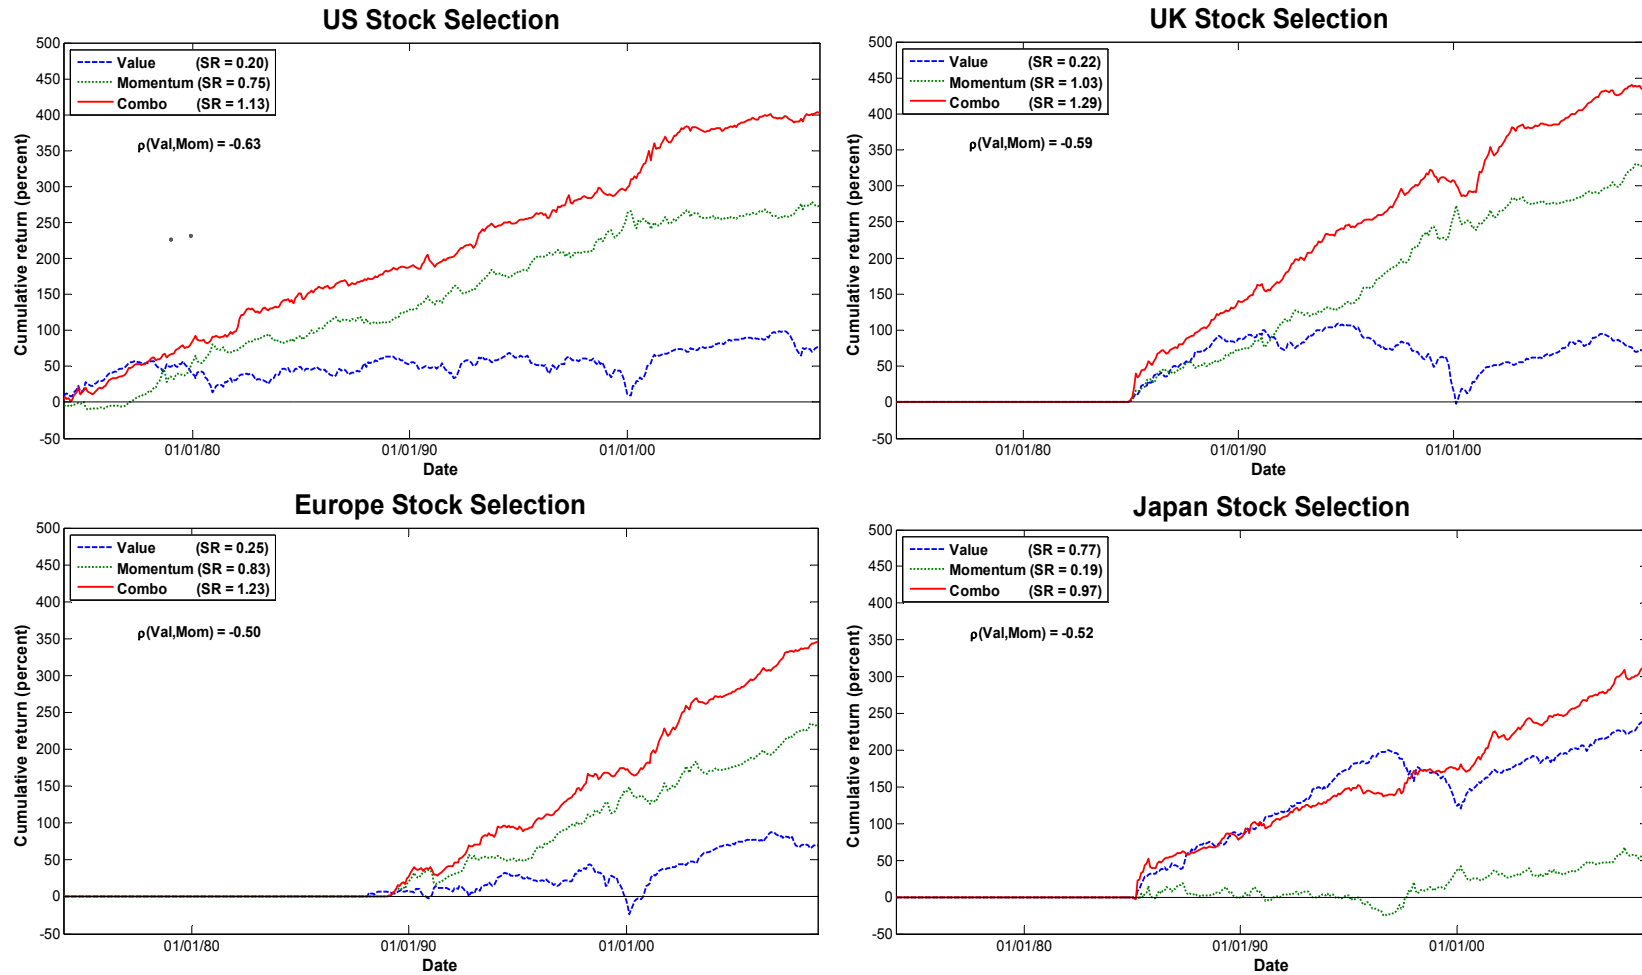 US Stock Selection
500
450
400
350
300
250
200
150
100
50
0
-50
Cumulative return (percent)
Value (SR = 0.20)
Momentum (SR = 0.75)
Combo (SR = 1.13)
ρ(Val,Mom) = -0.63
01/01/80 01/01/90 01/01/00
Date
UK Stock Selection
500
450
400
350
300
250
200
150
100
50
0
-50
Cumulative return (percent)
Value (SR = 0.22)
Momentum (SR = 1.03)
Combo (SR = 1.29)
ρ(Val,Mom) = -0.59
01/01/80 01/01/90 01/01/00
Date
Europe Stock Selection
500
450
400
350
300
250
200
150
100
50
0
-50
Cumulative return (percent)
Value (SR = 0.25)
Momentum (SR = 0.83)
Combo (SR = 1.23)
ρ(Val,Mom) = -0.50
01/01/80 01/01/90 01/01/00
Date
Japan Stock Selection
500
450
400
350
300
250
200
150
100
50
0
-50
Cumulative return (percent)
Value (SR = 0.77)
Momentum (SR = 0.19)
Combo (SR = 0.97)
ρ(Val,Mom) = -0.52
01/01/80 01/01/90 01/01/00
Date